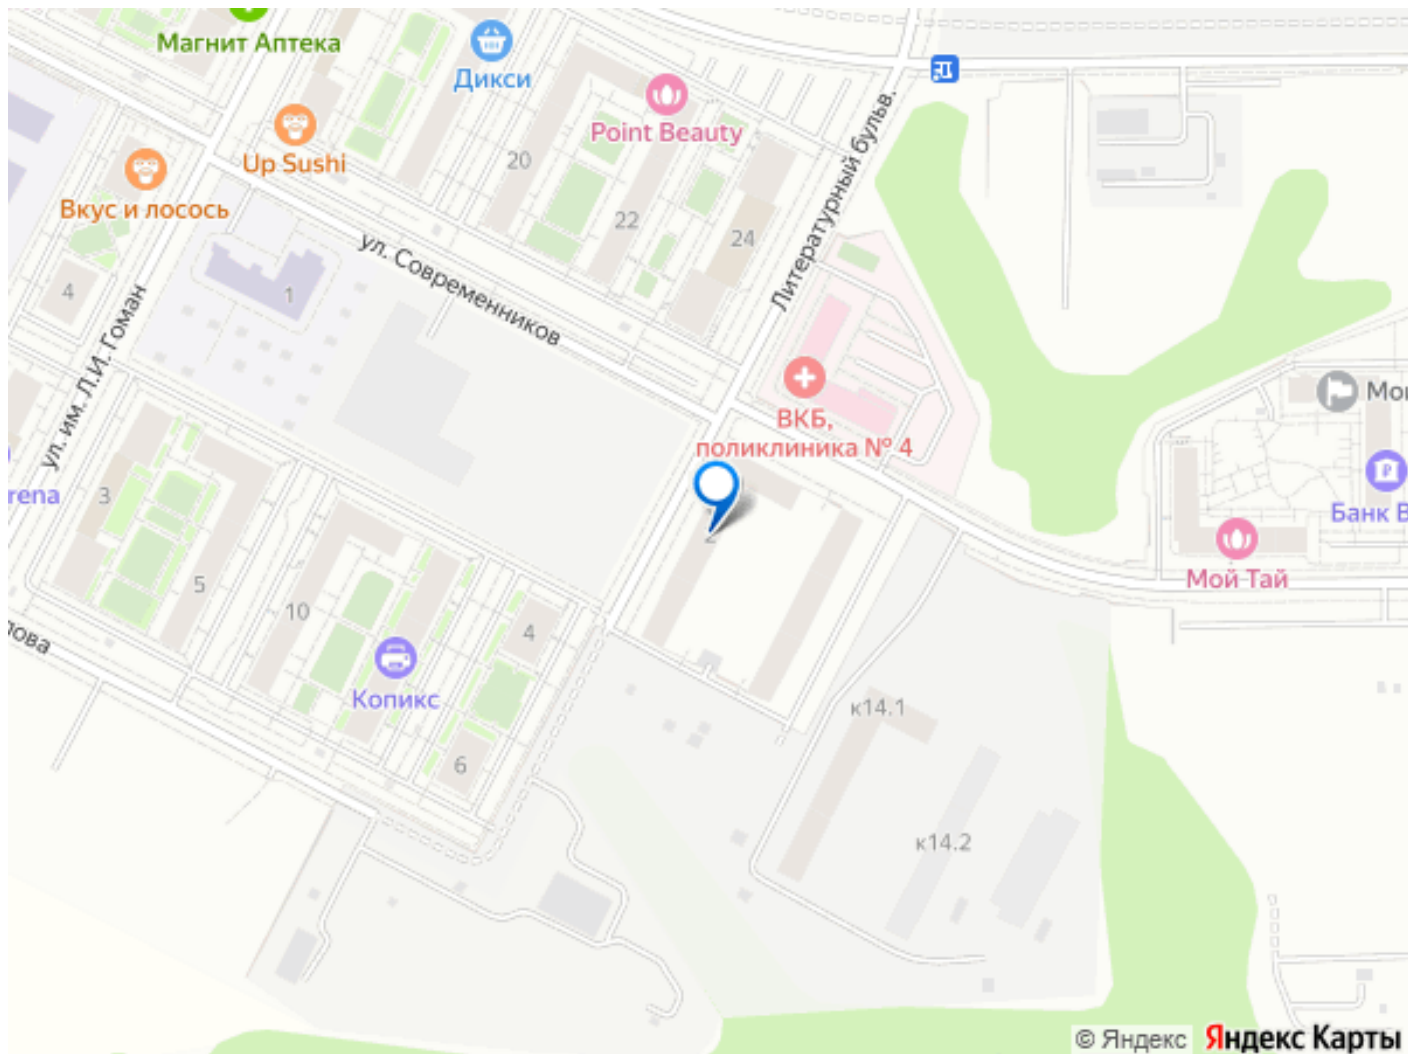 Магнит Аптека
Дикси
Point Beauty
Up Sushi
Вкус и лосось
20
22
24
4
1
ул. Современников
Литературный бульв.
ул. им. Л.И. Гоман
ВКБ,
поликлиника № 4
Банк В
Мой Тай
rena
3
5
10
4
6
2
Копикс
к14.1
к14.2
© Яндекс Яндекс Карты